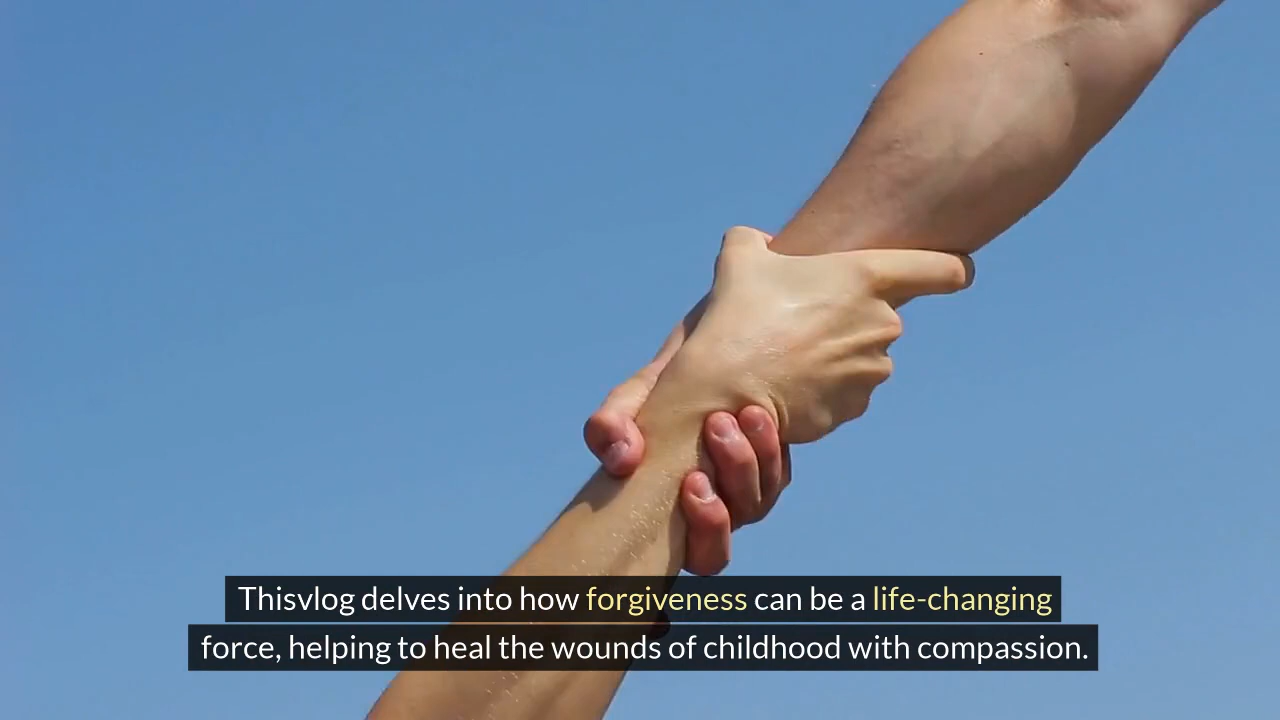 Thisvlog delves into how forgiveness can be a life-changing
force, helping to heal the wounds of childhood with compassion.